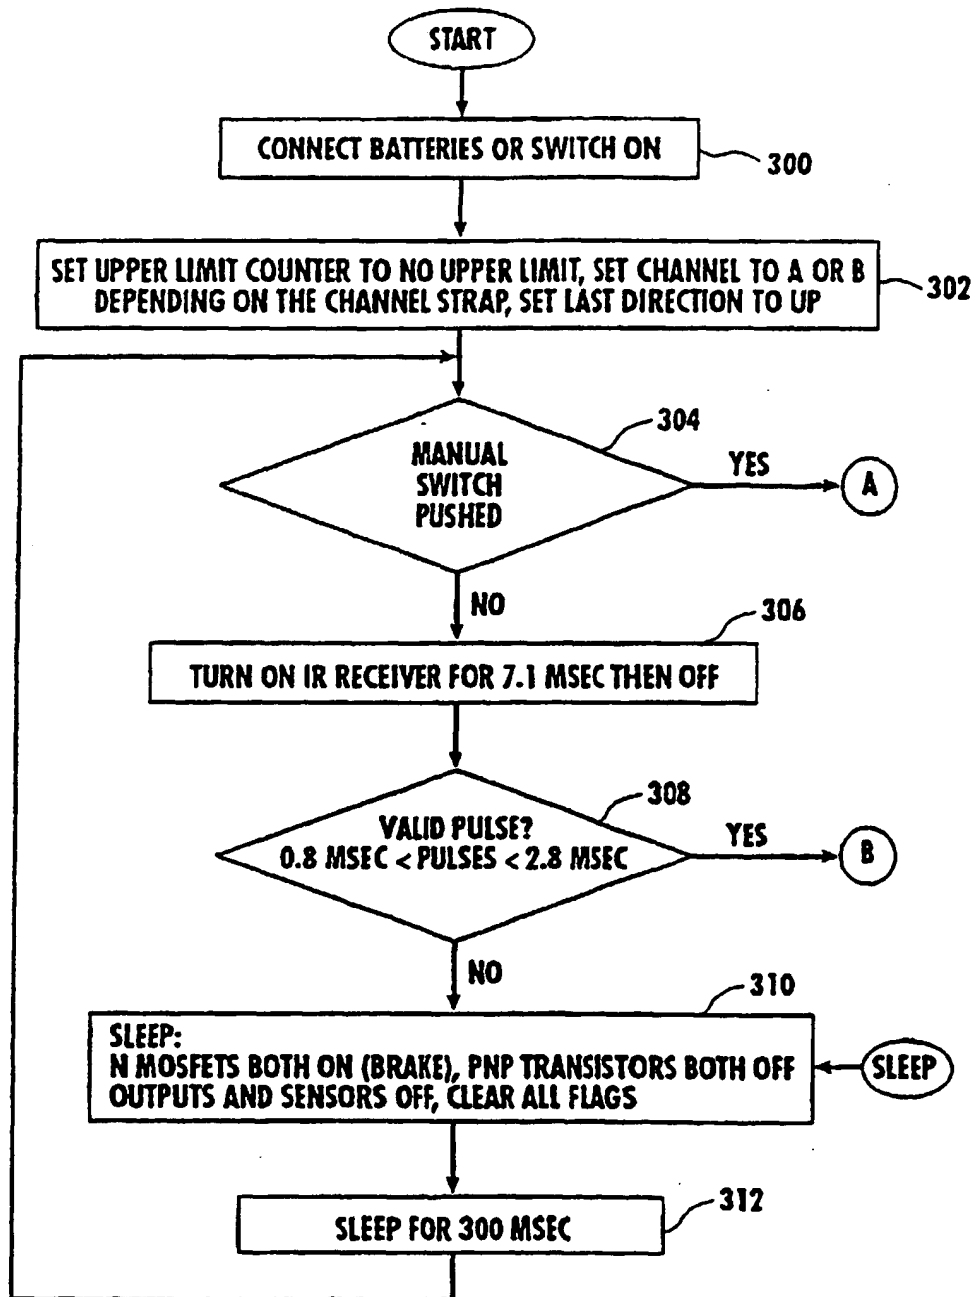 START
CONNECT BATTERIES OR SWITCH ON
300
SET UPPER LIMIT COUNTER TO NO UPPER LIMIT, SET CHANNEL TO A OR B
DEPENDING ON THE CHANNEL STRAP, SET LAST DIRECTION TO UP
302
304
MANUAL
SWITCH
PUSHED
YES
A
NO
306
TURN ON IR RECEIVER FOR 7.1 MSEC THEN OFF
308
VALID PULSE?
0.8 MSEC < PULSES < 2.8 MSEC
YES
B
NO
310
SLEEP:
N MOSFETS BOTH ON (BRAKE), PNP TRANSISTORS BOTH OFF
OUTPUTS AND SENSORS OFF, CLEAR ALL FLAGS
SLEEP
312
SLEEP FOR 300 MSEC